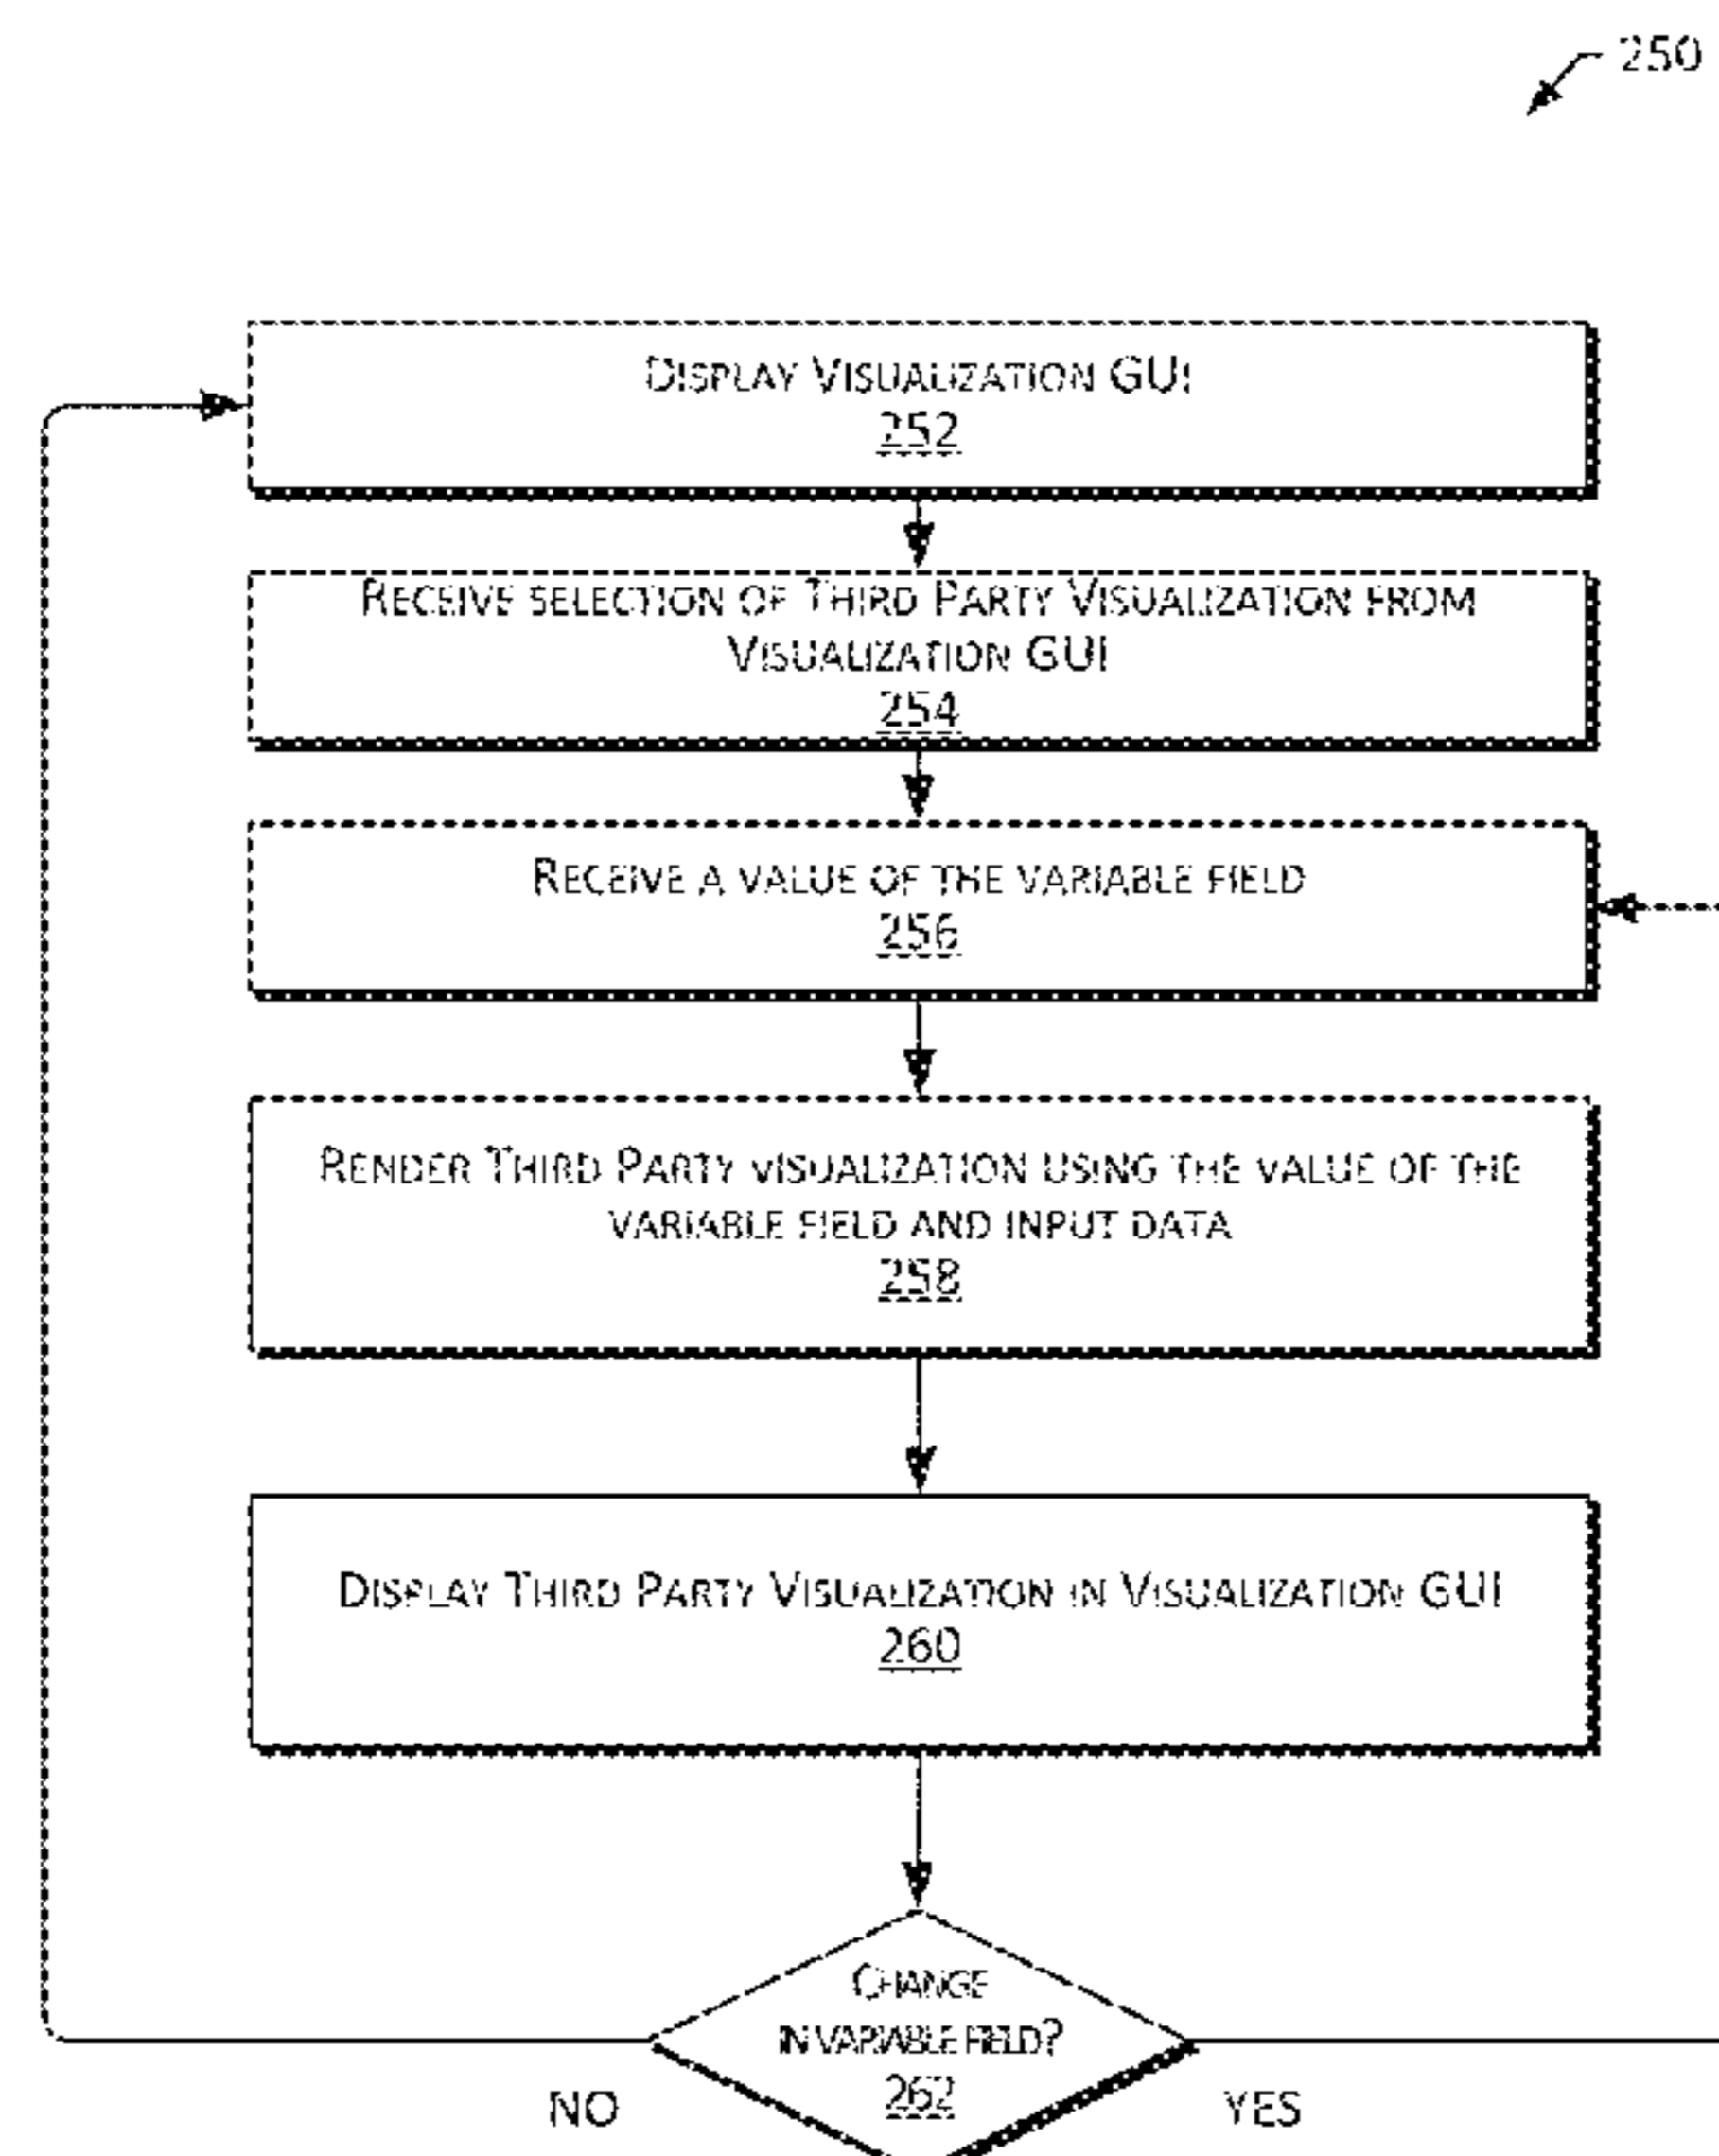 250
Display Visualization GUI
252
Receive selection of Third Party Visualization from
Visualization GUI
254
Receive a value of the variable field
256
Render Third Party visualization using the value of the
variable field and input data
258
Display Third Party Visualization in Visualization GUI
260
Change
in variable field?
262
NO
YES